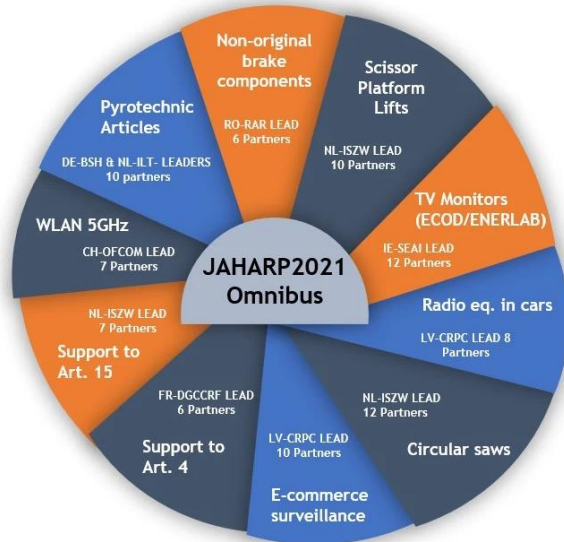 Non-original
brake
components
RO-RAR LEAD
6 Partners
Scissor
Platform
Lifts
NL-ISZW LEAD
10 Partners
TV Monitors
(ECOD/ENERLAB)
IE-SEAI LEAD
12 Partners
Radio eq. in cars
LV-CRPC LEAD 8
Partners
NL-ISZW LEAD
12 Partners
Circular saws
LV-CRPC LEAD
10 Partners
E-commerce
surveillance
FR-DGCCRF LEAD
6 Partners
Support to
Art. 4
NL-ISZW LEAD
7 Partners
Support to
Art. 15
WLAN 5GHz
CH-OFCOM LEAD
7 Partners
Pyrotechnic
Articles
DE-BSH & NL-ILT- LEADERS
10 partners
JAHARP2021
Omnibus